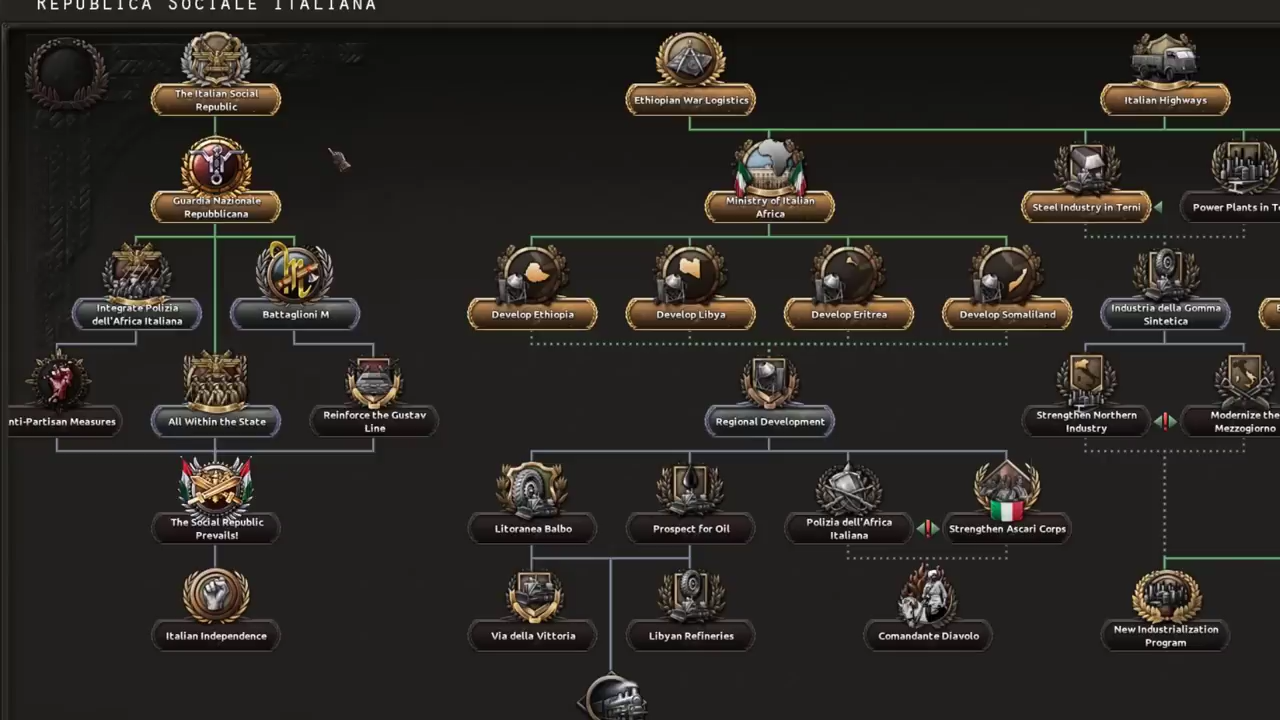 REPUBLICA SOCIALE ITALIANA
The Italian Social
Republic
Ethiopian War Logistics
Italian Highways
Guardia Nazionale
Repubblicana
Ministry of Italian
Africa
Steel Industry in Terni
Power Plants in
Integrate Polizia
dell'Africa Italiana
Battaglioni M
Develop Ethiopia
Develop Libya
Develop Eritrea
Develop Somaliland
Industria della Gomma
Sintetica
nti-Partisan Measures
All Within the State
Reinforce the Gustav
Line
Regional Development
Strengthen Northern
Industry
Modernize the
Mezzogiorno
The Social Republic
Prevails!
Litoranea Balbo
Prospect for Oil
Polizia dell'Africa
Italiana
Strengthen Ascari Corps
Italian Independence
Via della Vittoria
Libyan Refineries
Comandante Diavolo
New Industrialization
Program